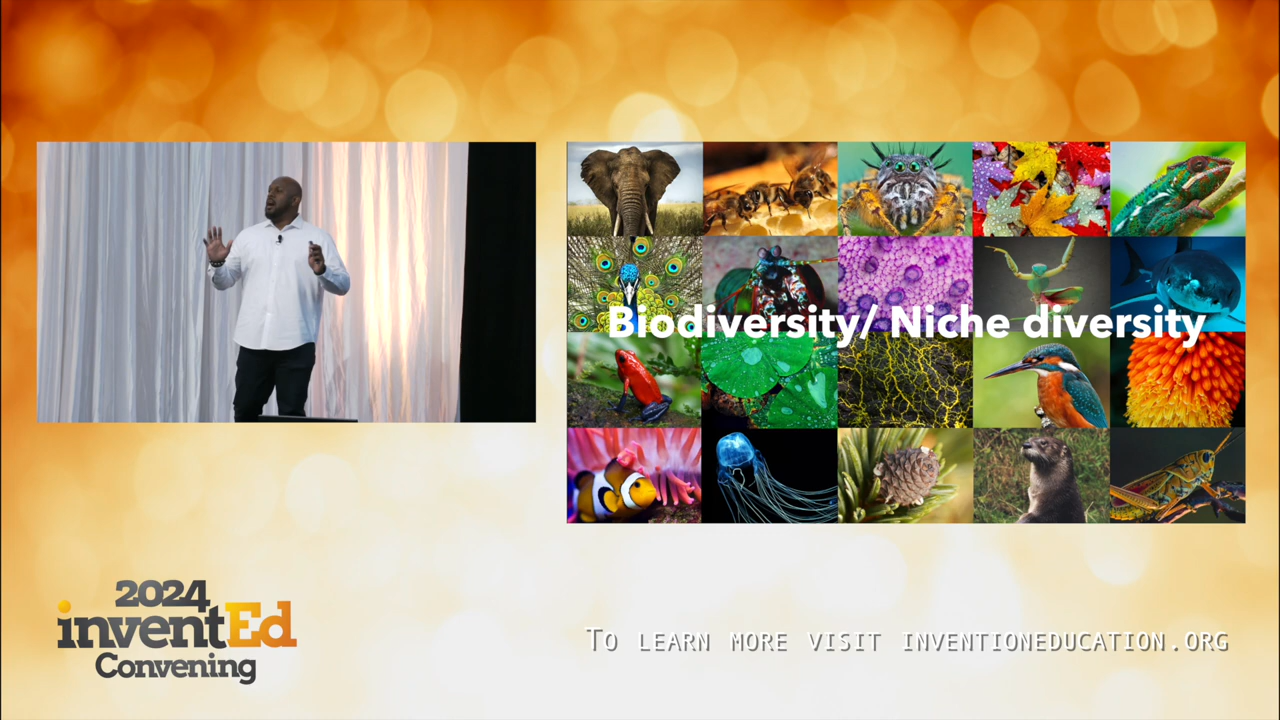 Biodiversity/ Niche diversity
2024
inventEd
Convening
To learn more visit inventioneducation.org